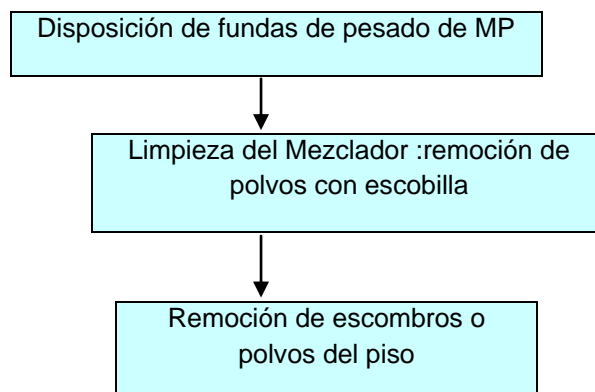 Disposición de fundas de pesado de MP
Limpieza del Mezclador :remoción de
polvos con escobilla
Remoción de escombros o
polvos del piso